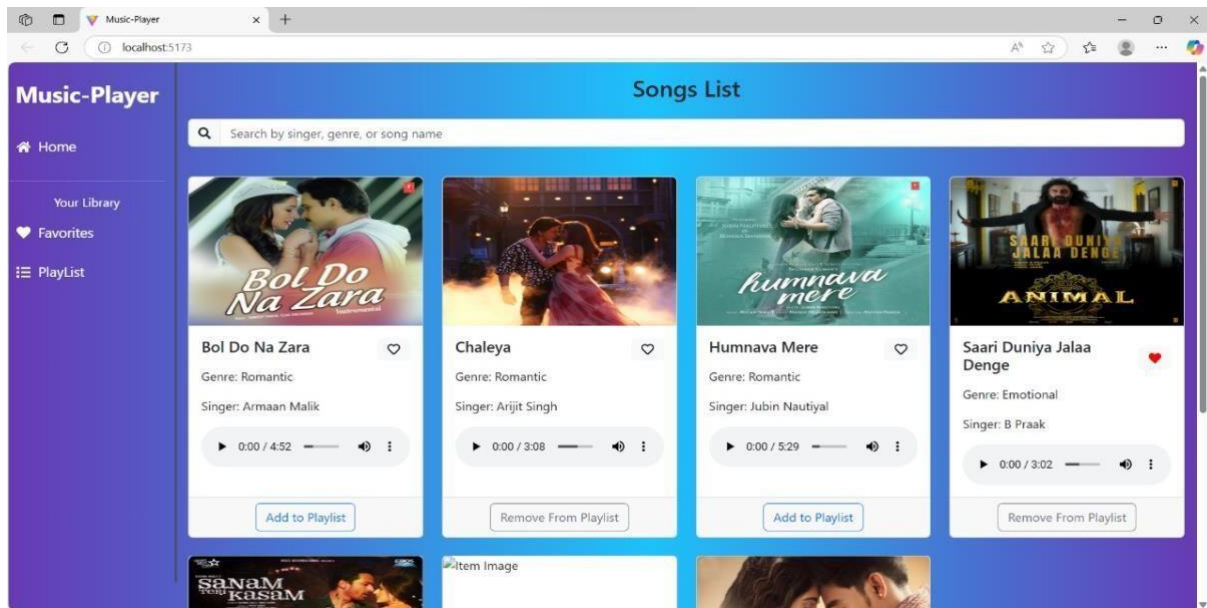 Music-Player
localhost:5173
Music-Player
Home
Your Library
Favorites
PlayList
Songs List
Search by singer, genre, or song name
Bol Do
Na Zara
Instrumental
humnava
mere
SAARI DUNIYA
JALAA DENGE
ANIMAL
Bol Do Na Zara
Genre: Romantic
Singer: Armaan Malik
0:00 / 4:52
Add to Playlist
Chaleya
Genre: Romantic
Singer: Arijit Singh
0:00 / 3:08
Remove From Playlist
Humnava Mere
Genre: Romantic
Singer: Jubin Nautiyal
0:00 / 5:29
Add to Playlist
Saari Duniya Jalaa
Denge
Genre: Emotional
Singer: B Praak
0:00 / 3:02
Remove From Playlist
SANAM
TERI KASAM
Item Image